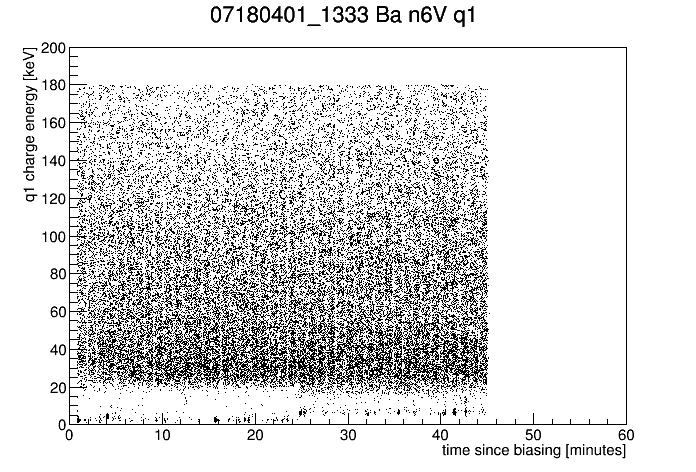 07180401_1333 Ba n6V q1
q1 charge energy [keV]
200
180
160
140
120
100
80
60
40
20
0
0 10 20 30 40 50 60
time since biasing [minutes]